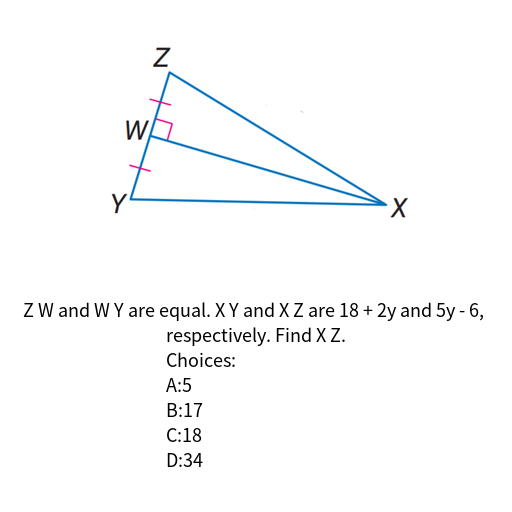 Z
W
Y
X
Z W and W Y are equal. X Y and X Z are 18 + 2y and 5y - 6,
respectively. Find X Z.
Choices:
A:5
B:17
C:18
D:34